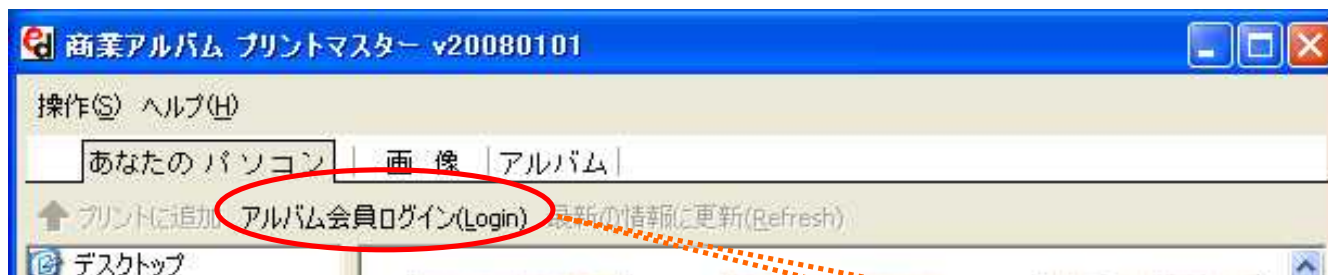 商業アルバム プリントマスター v20080101
操作(S) ヘルプ(H)
あなたの パソコン 画 像 アルバム
プリントに追加 アルバム会員ログイン(Login) 最新の情報に更新(Refresh)
デスクトップ